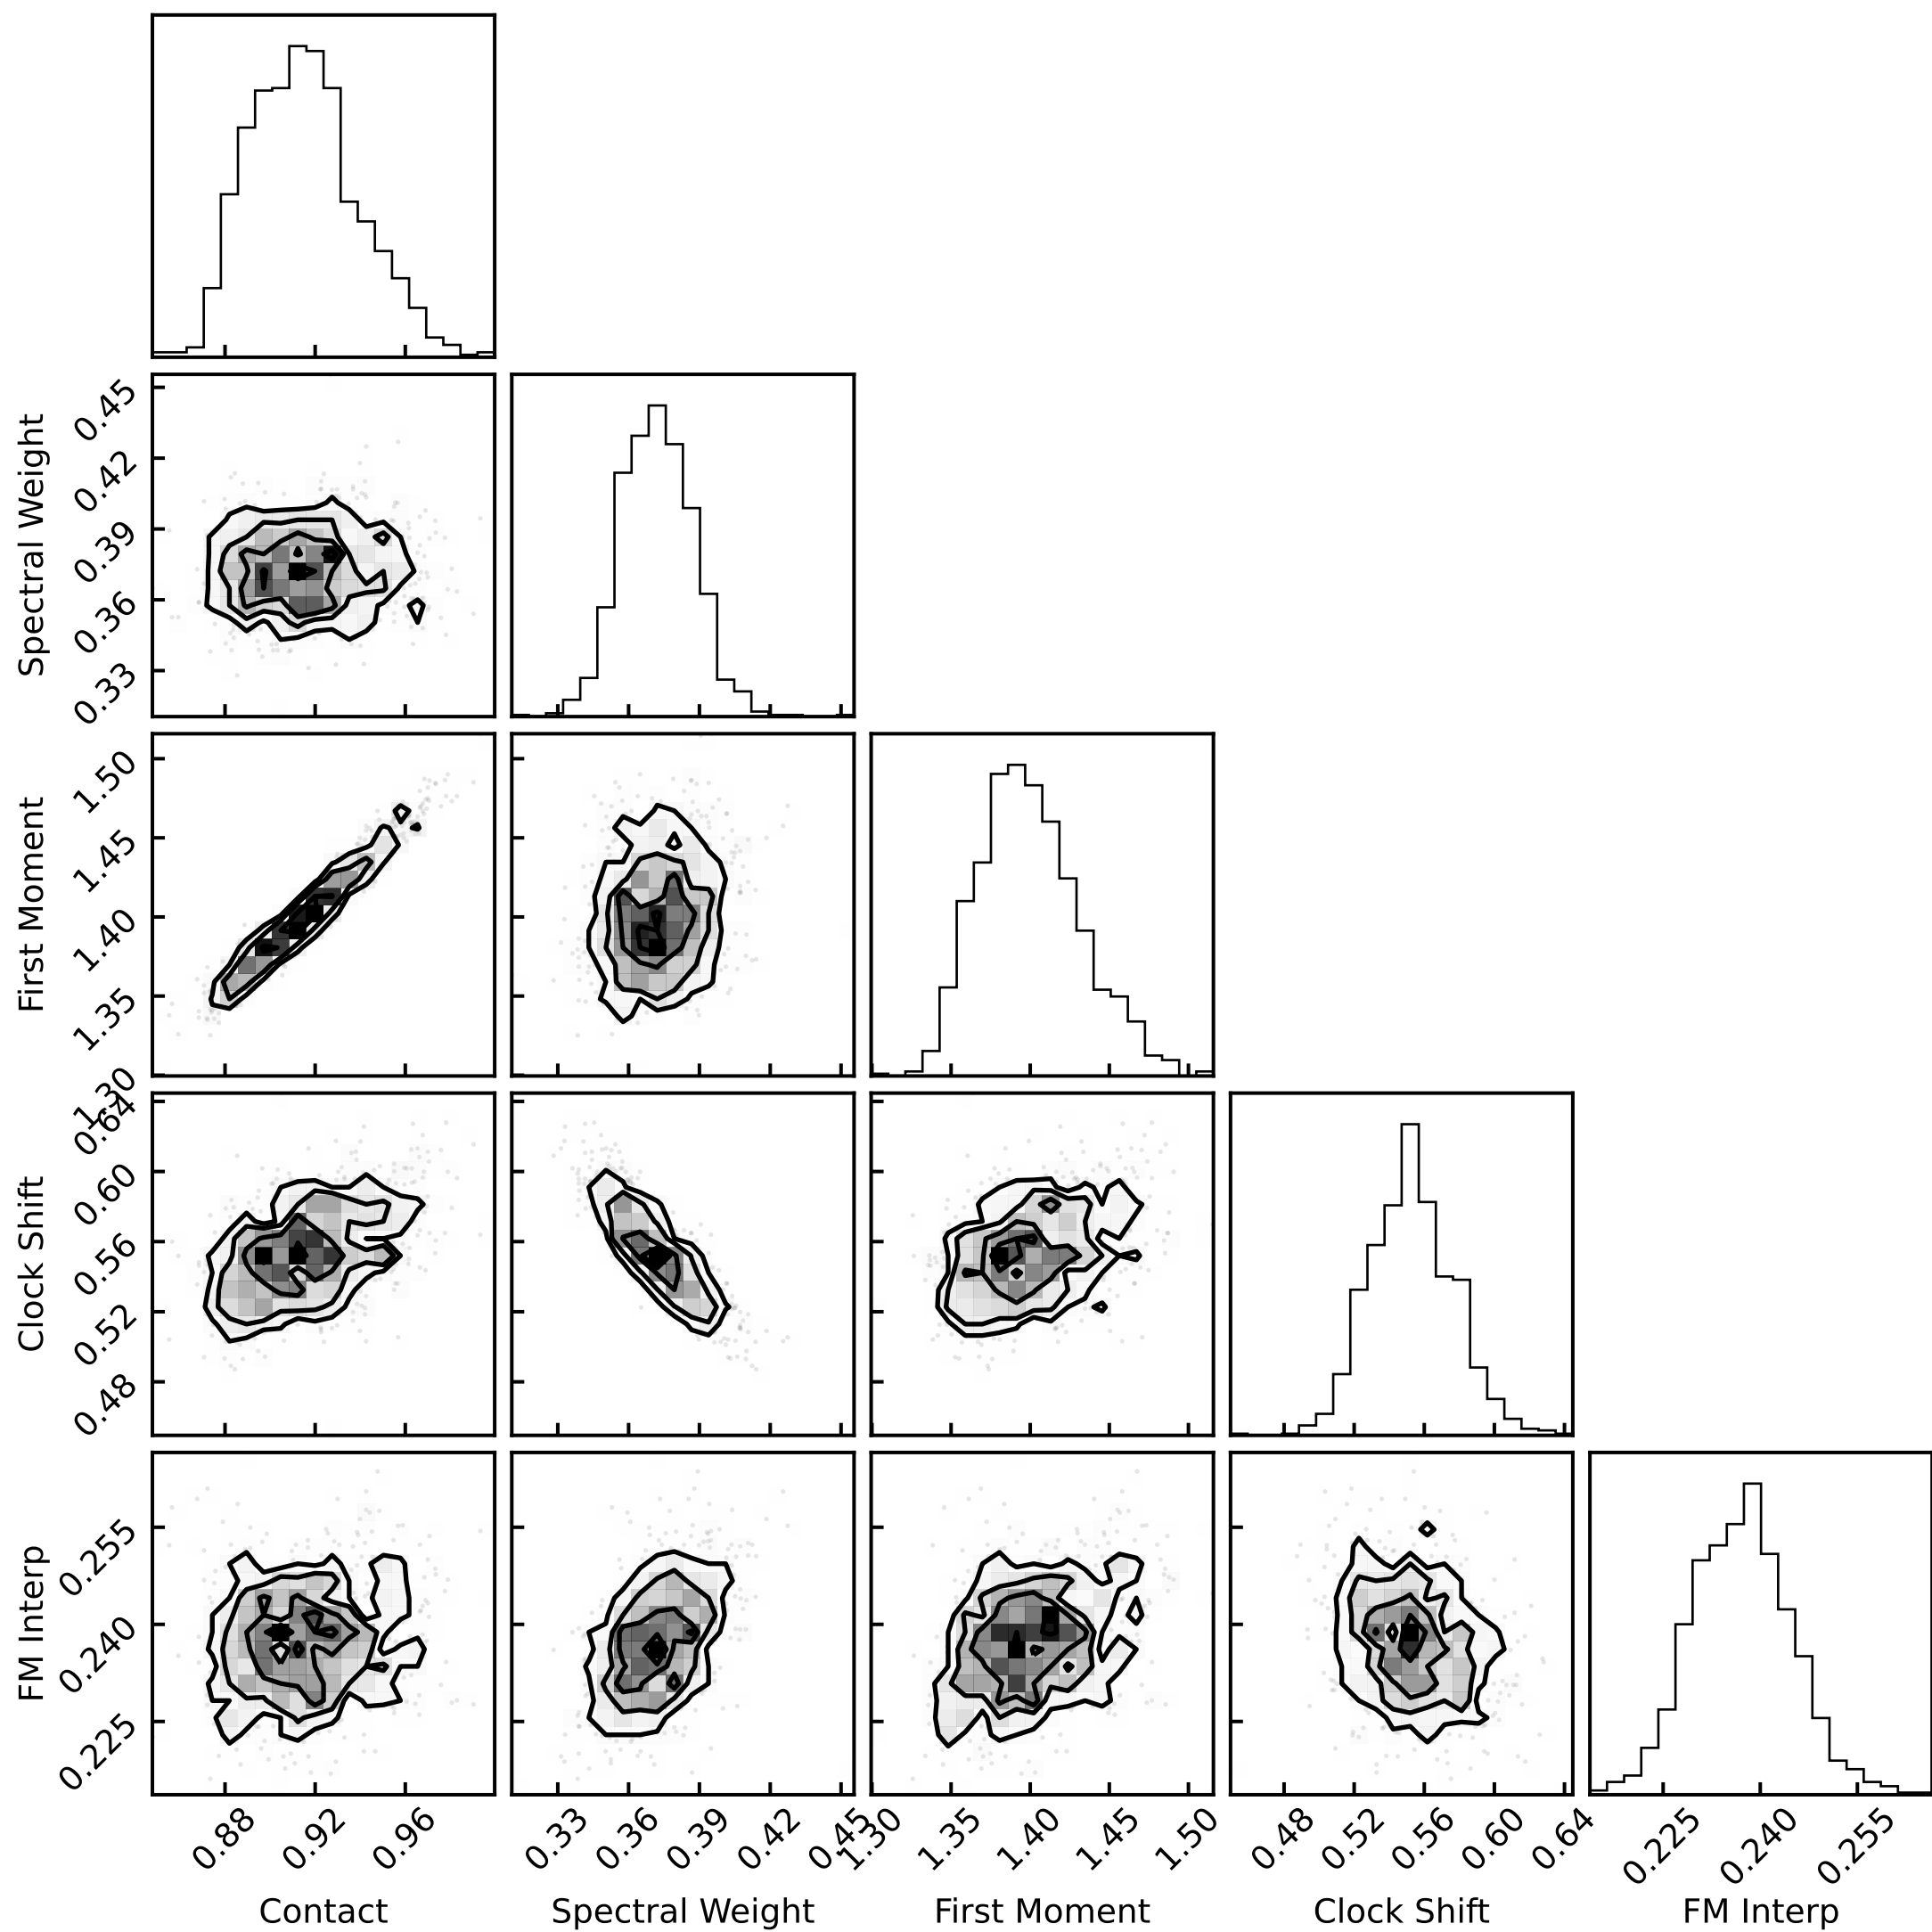 Spectral Weight
0.45
0.42
0.39
0.36
0.33
First Moment
1.50
1.45
1.40
1.35
1.30
Clock Shift
0.64
0.60
0.56
0.52
0.48
FM Interp
0.255
0.240
0.225
0.88 0.92 0.96
0.33 0.36 0.39 0.42 0.45
1.30 1.35 1.40 1.45 1.50
0.48 0.52 0.56 0.60 0.64
0.225 0.240 0.255
Contact Spectral Weight First Moment Clock Shift FM Interp